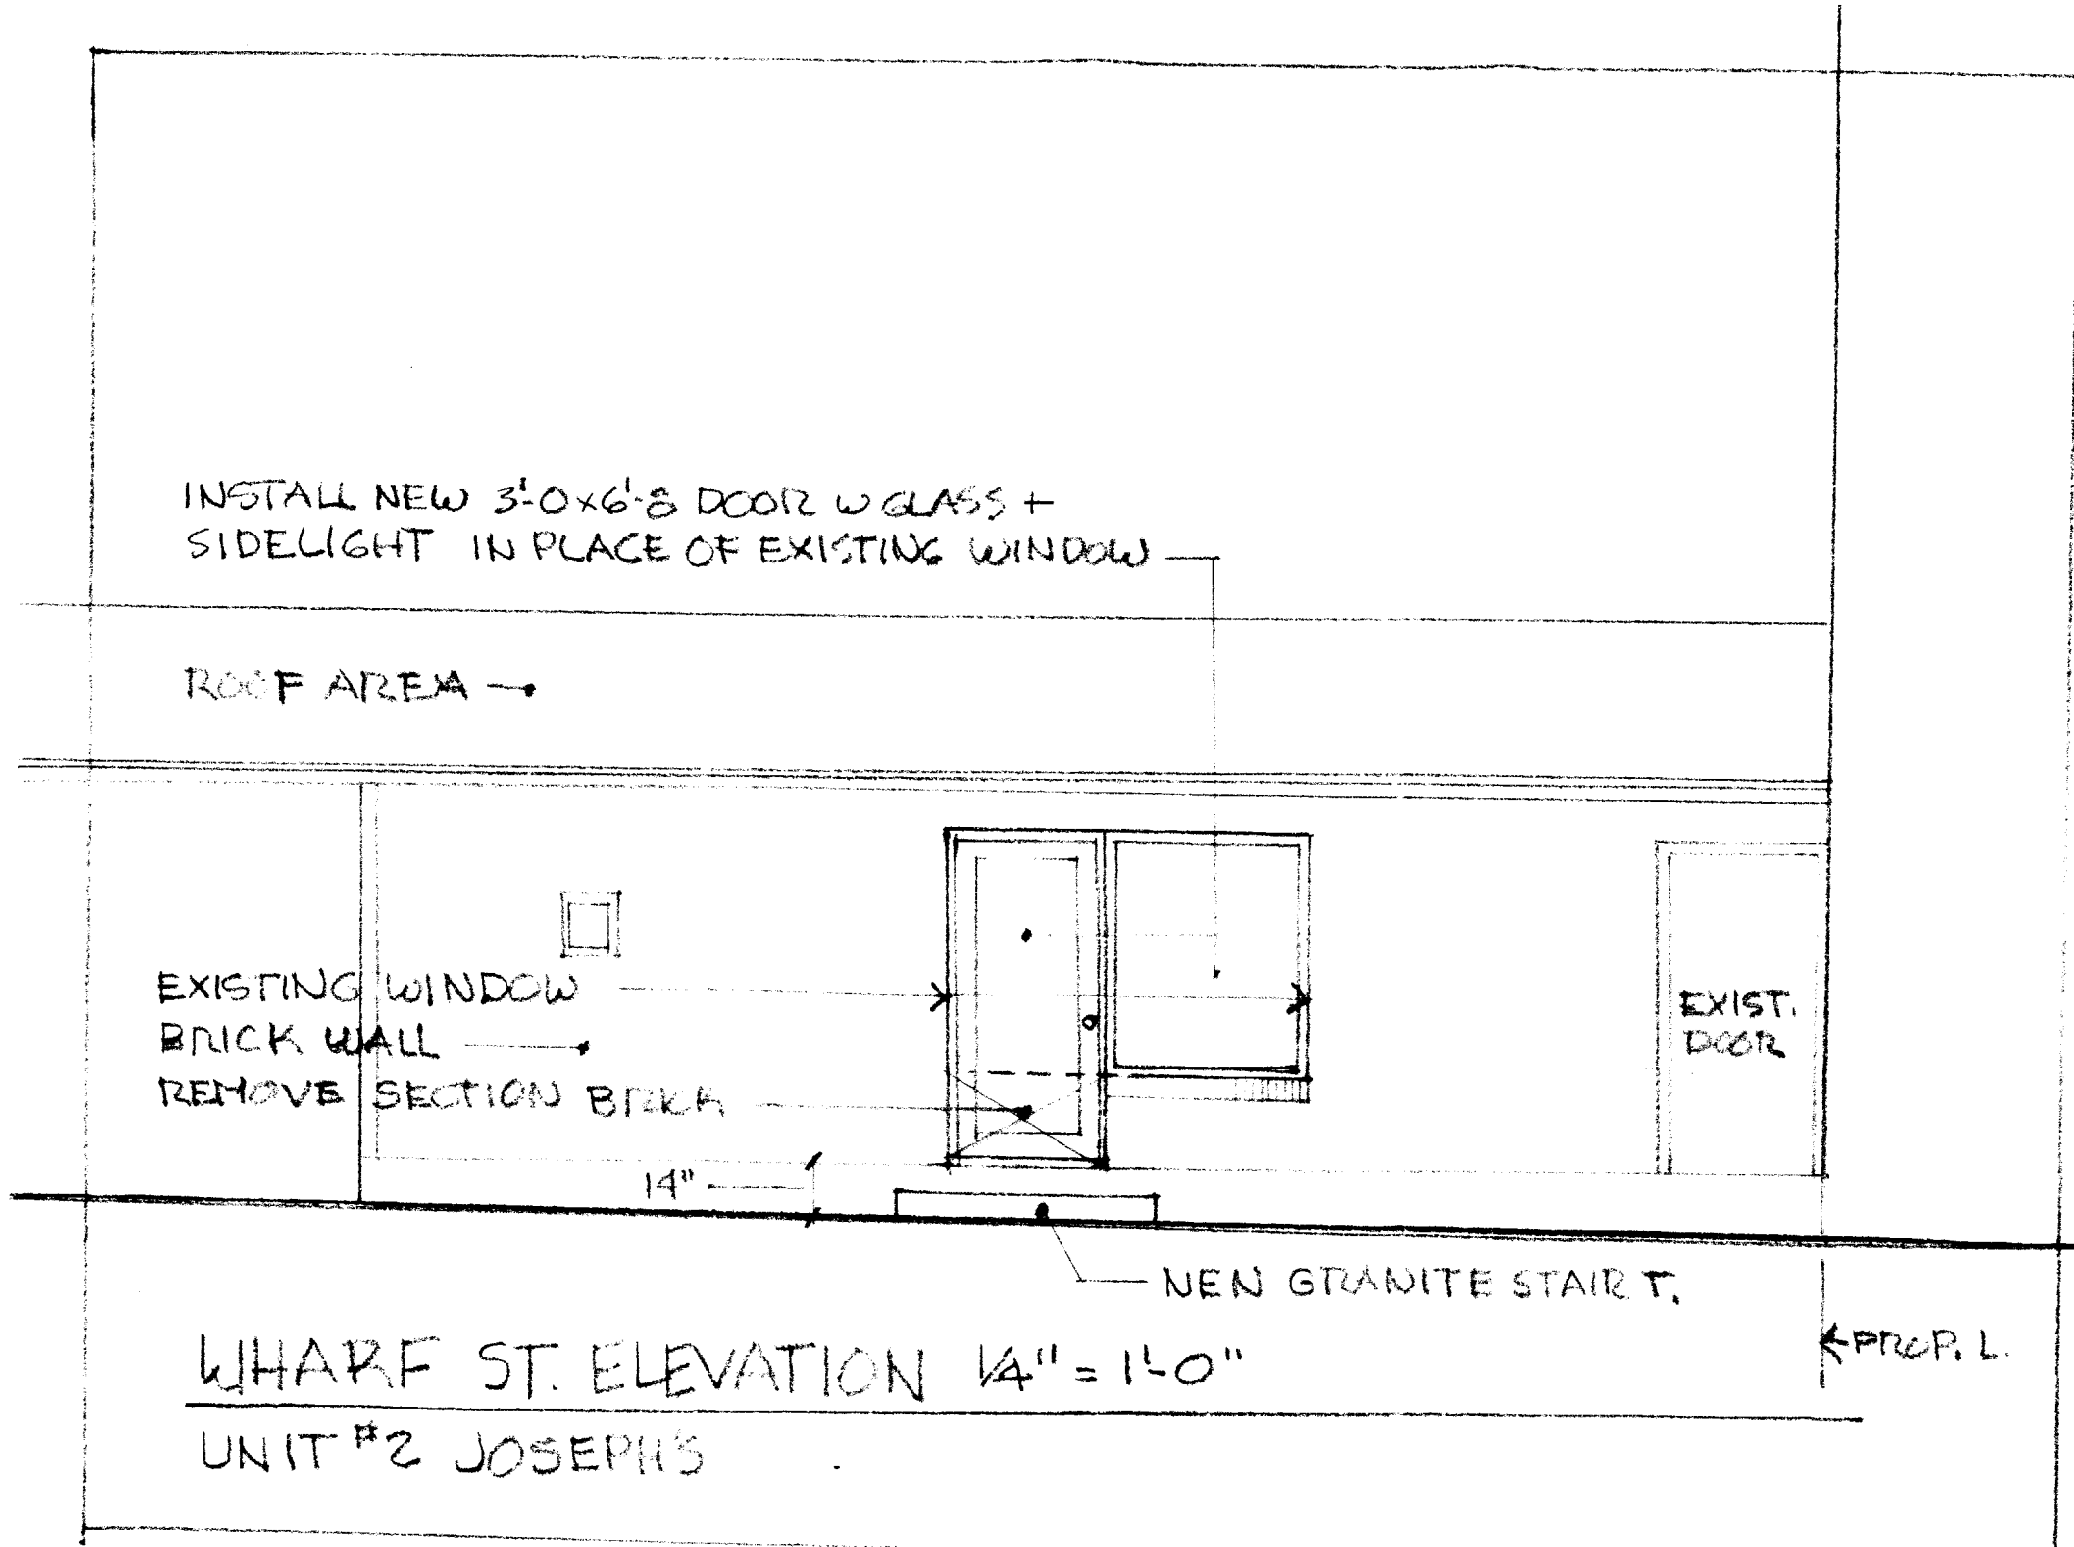 INSTALL NEW 3'-0x6'-8 DOOR W GLASS +
SIDELIGHT IN PLACE OF EXISTING WINDOW
ROOF AREA
EXISTING WINDOW
BRICK WALL
REMOVE SECTION BRICK
EXIST.
DOOR
14"
NEN GRANITE STAIR T.
PROP. L.
WHARF ST. ELEVATION 1/4" = 1'-0"
UNIT #2 JOSEPH'S